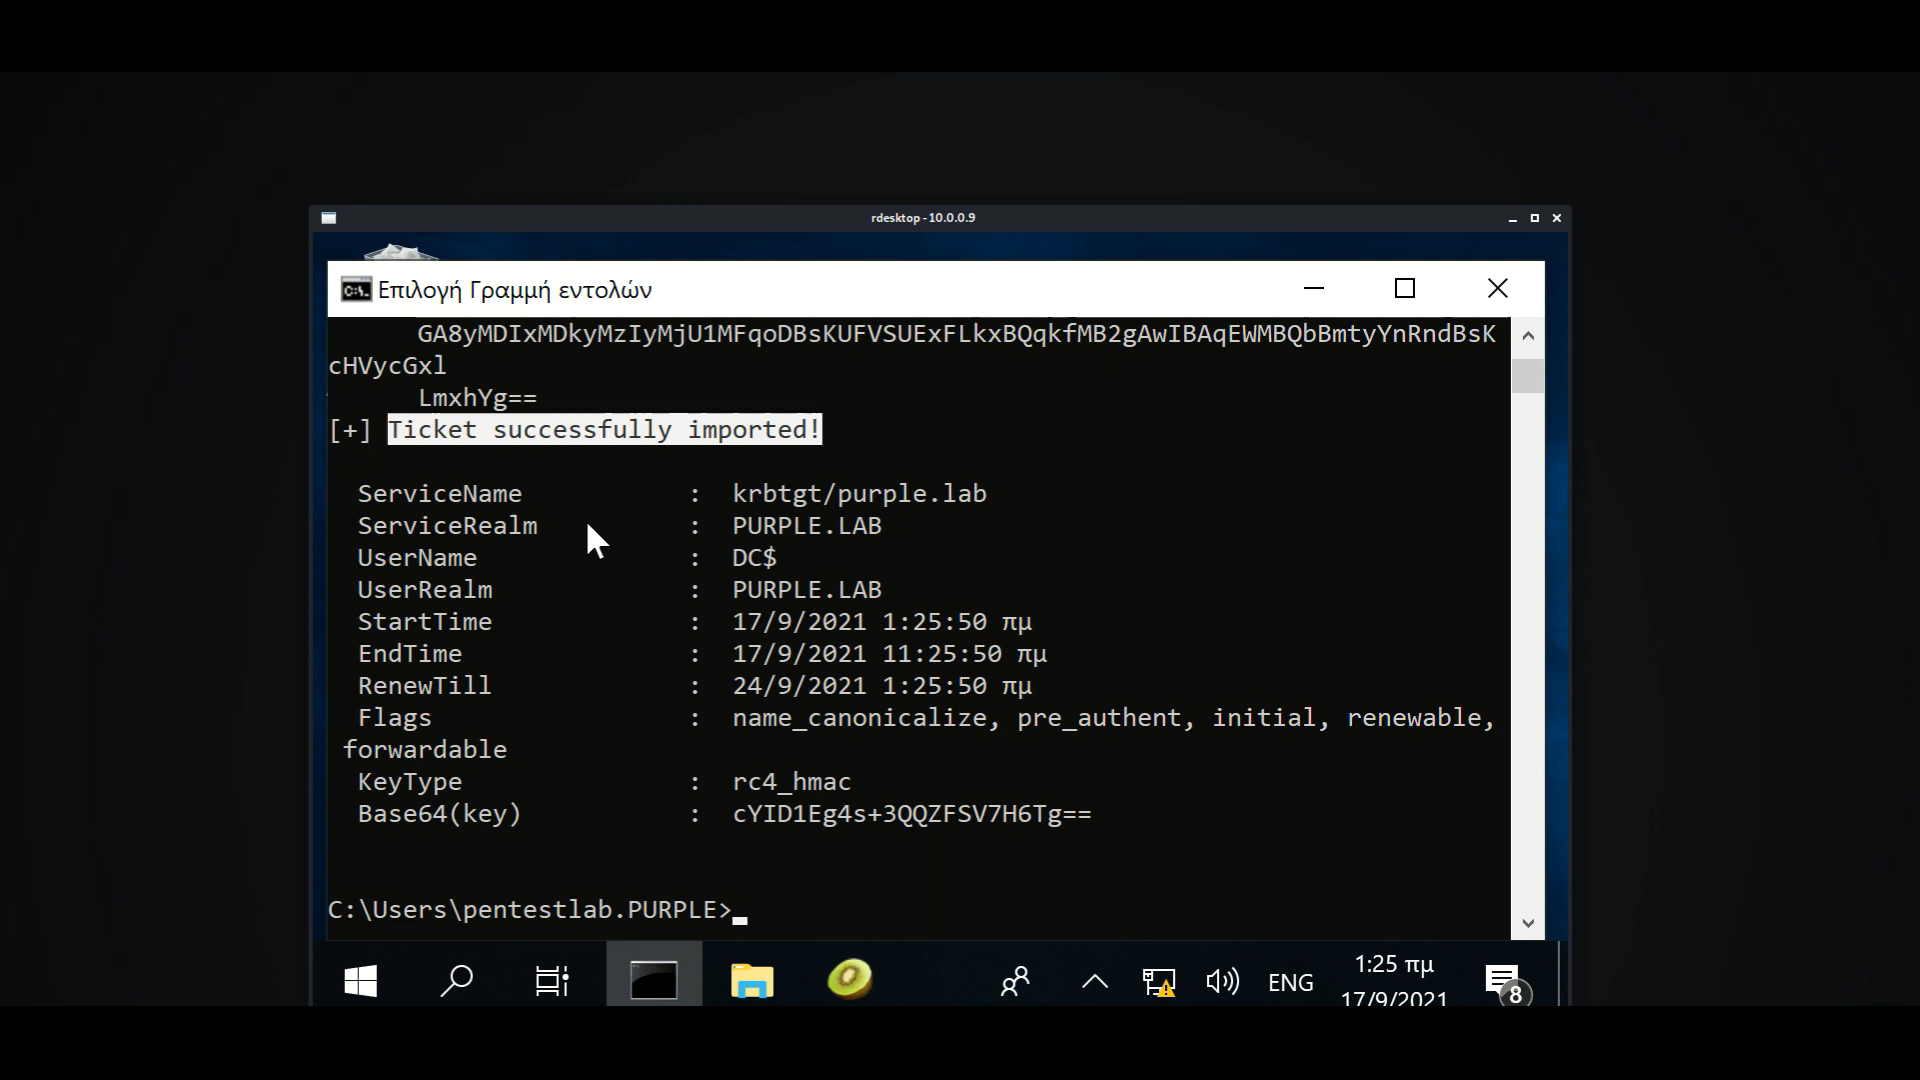 rdesktop - 10.0.0.9
Επιλογή Γραμμή εντολών
GA8yMDIxMDkyMzIyMjU1MFqoDBsKUFVSUExFLkxBQqkfMB2gAwIBAqEWMBQbBmtyYnRndBsK
cHVycGxl
LmxhYg==
[+] Ticket successfully imported!
ServiceName : krbtgt/purple.lab
ServiceRealm : PURPLE.LAB
UserName : DC$
UserRealm : PURPLE.LAB
StartTime : 17/9/2021 1:25:50 πμ
EndTime : 17/9/2021 11:25:50 πμ
RenewTill : 24/9/2021 1:25:50 πμ
Flags : name_canonicalize, pre_authent, initial, renewable,
forwardable
KeyType : rc4_hmac
Base64(key) : cYID1Eg4s+3QQZFSV7H6Tg==
C:\Users\pentestlab.PURPLE>
ENG
1:25 πμ
17/9/2021
8